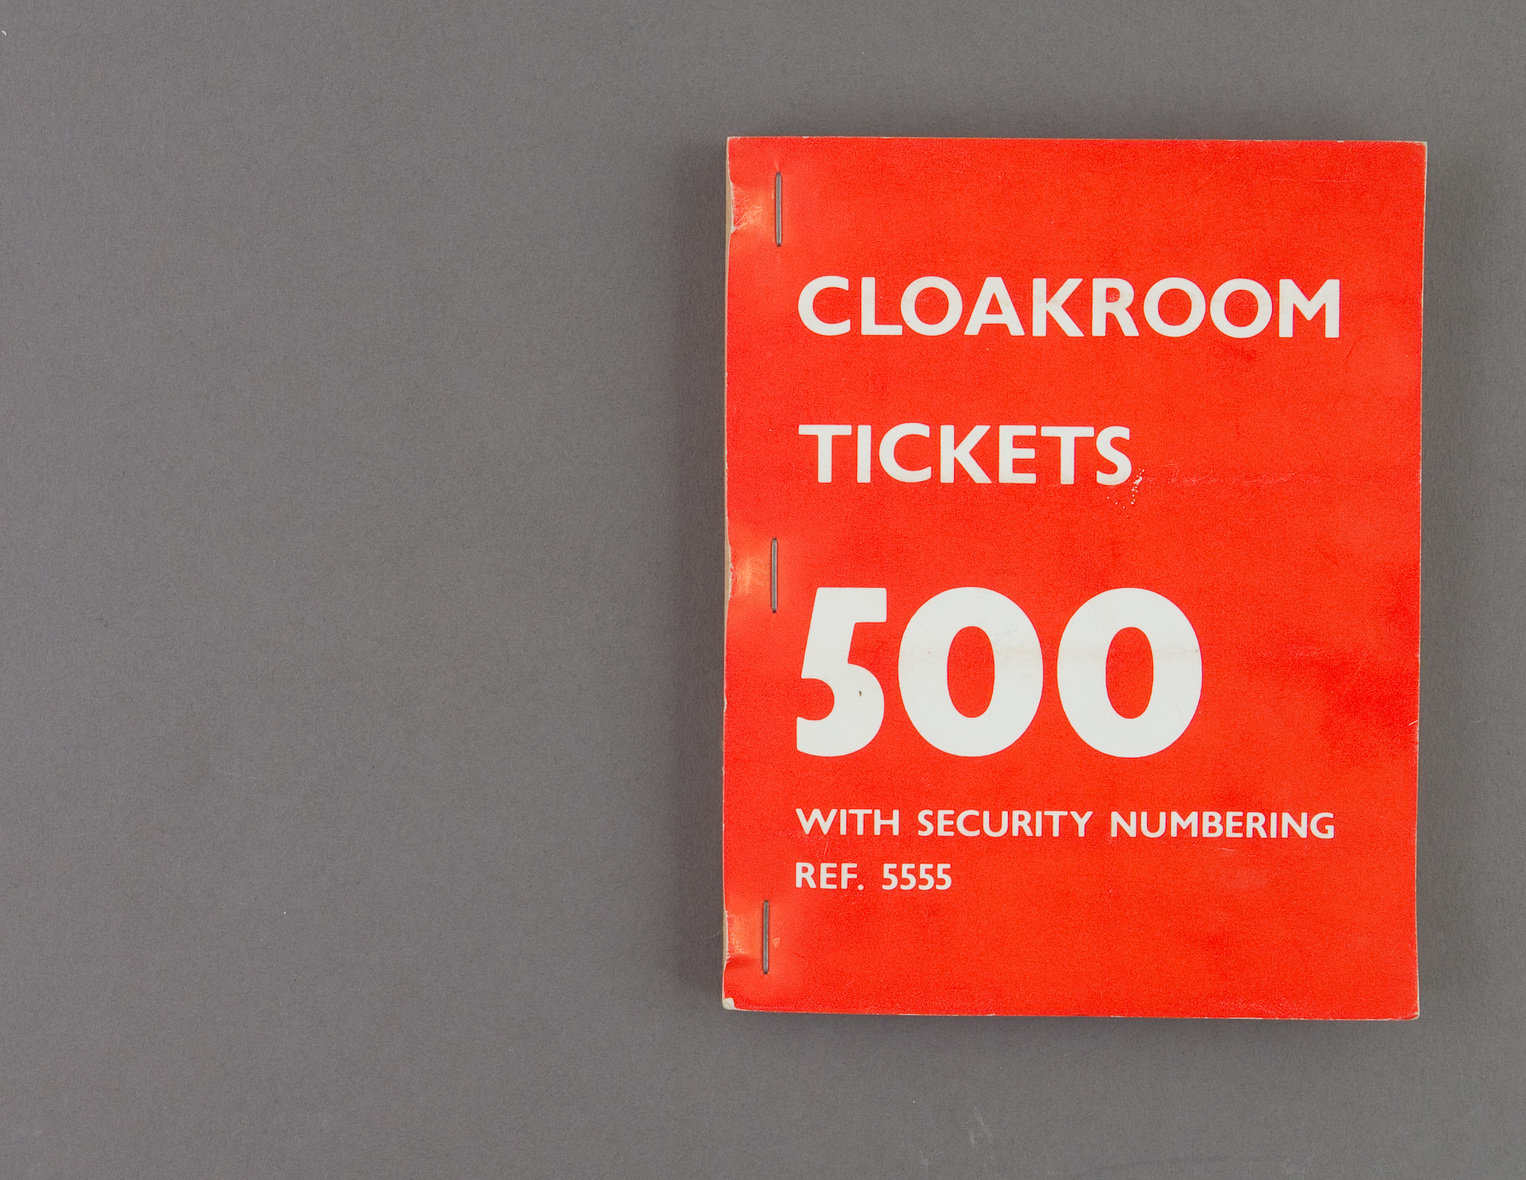 CLOAKROOM
TICKETS
500
WITH SECURITY NUMBERING
REF. 5555